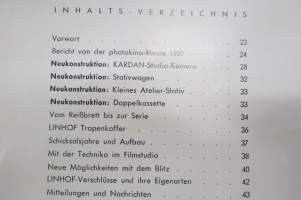 INHALTS-VERZEICHNIS
Vorwort 23
Bericht von der photokina-Messe 1951 24
Neukonstruktion: KARDAN-Studio-Kamera 28
Neukonstruktion: Stativwagen 32
Neukonstruktion: Kleines Atelier-Stativ 33
Neukonstruktion: Doppelkassette 33
Vom Reißbrett bis zur Serie 34
LINHOF Tropenkoffer 36
Schicksalsjahre und Aufbau 37
Mit der Technika im Filmstudio 38
Neue Möglichkeiten mit dem Blitz 40
LINHOF-Verschlüsse und ihre Eigenarten 42
Mitteilungen und Nachrichten 43